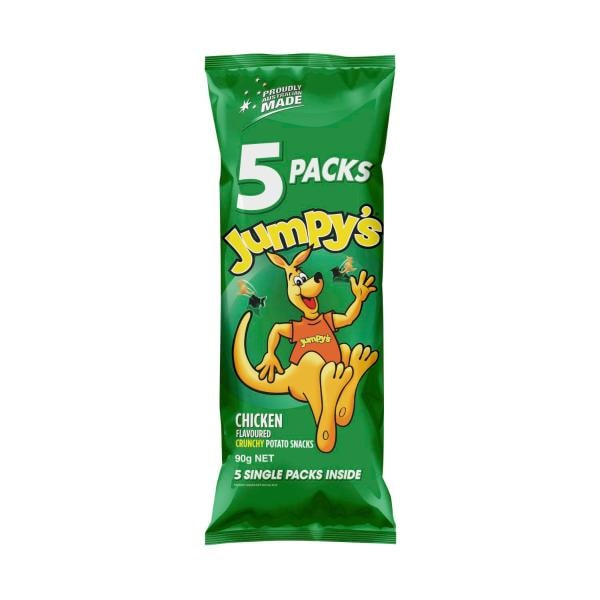 PROUDLY
AUSTRALIAN
MADE
5 PACKS
Jumpy's
Jumpy's
CHICKEN
FLAVOURED
CRUNCHY POTATO SNACKS
90g NET
5 SINGLE PACKS INSIDE